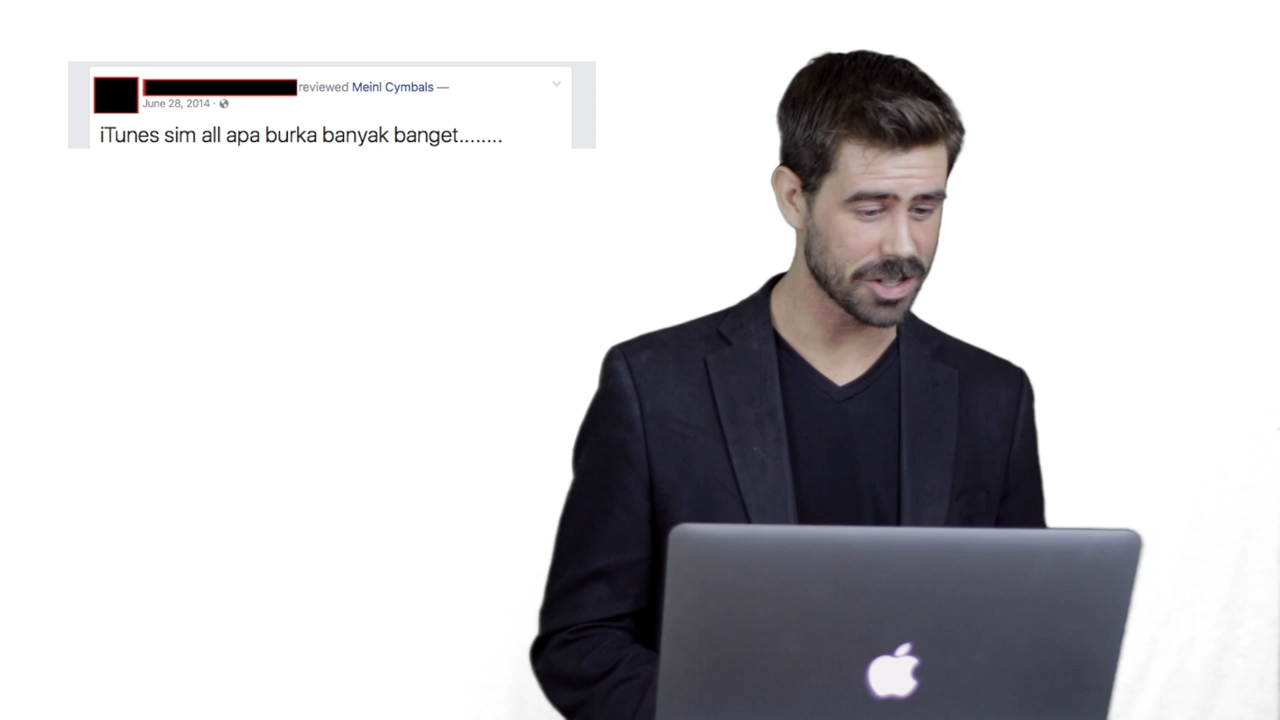 reviewed Meinl Cymbals —
June 28, 2014 ·
iTunes sim all apa burka banyak banget........